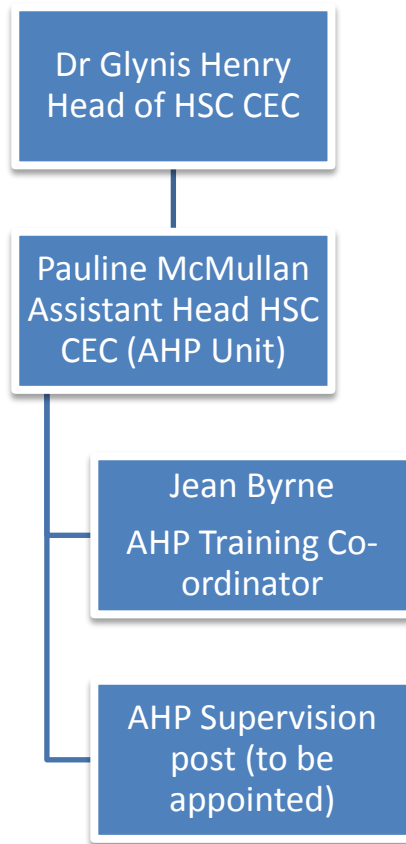 Dr Glynis Henry
Head of HSC CEC
Pauline McMullan
Assistant Head HSC
CEC (AHP Unit)
Jean Byrne
AHP Training Co-
ordinator
AHP Supervision
post (to be
appointed)